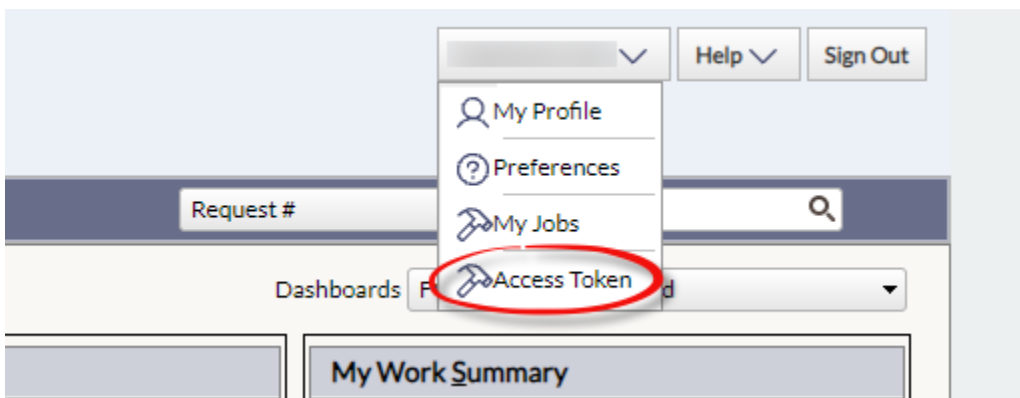 Help
Sign Out
My Profile
Preferences
Request #
My Jobs
Access Token
Dashboards F d
My Work Summary